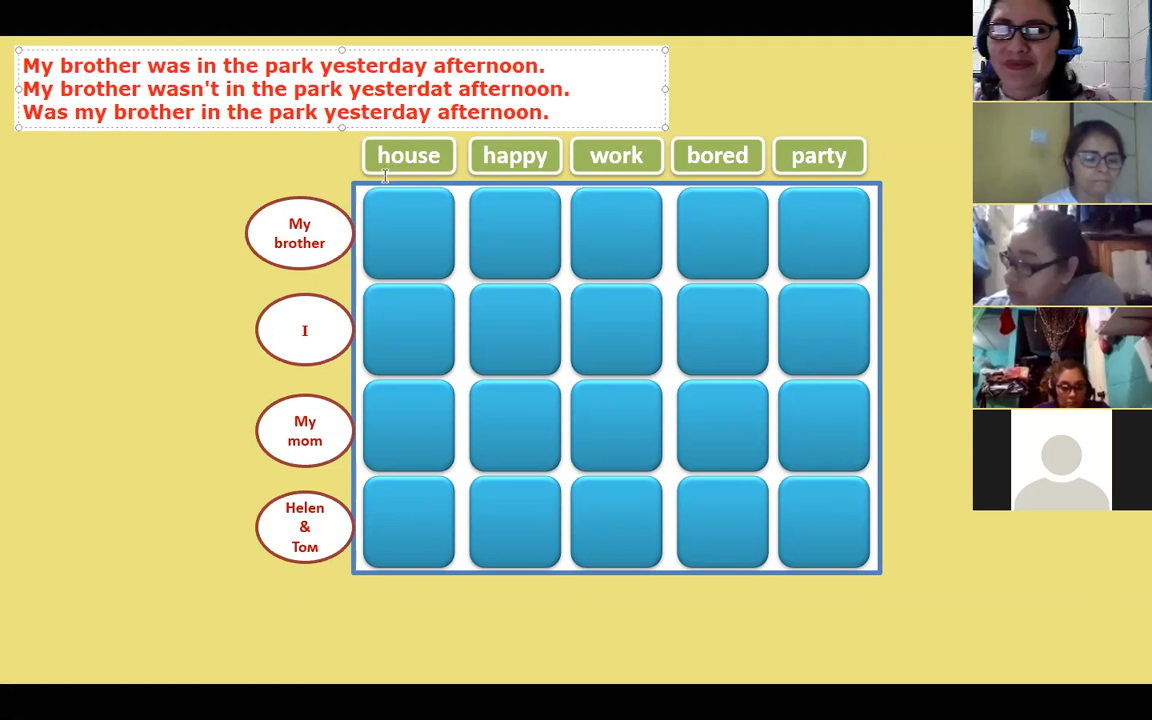 My brother was in the park yesterday afternoon.
My brother wasn't in the park yesterdat afternoon.
Was my brother in the park yesterday afternoon.
house happy work bored party
My
brother
I
My
mom
Helen
&
Tom